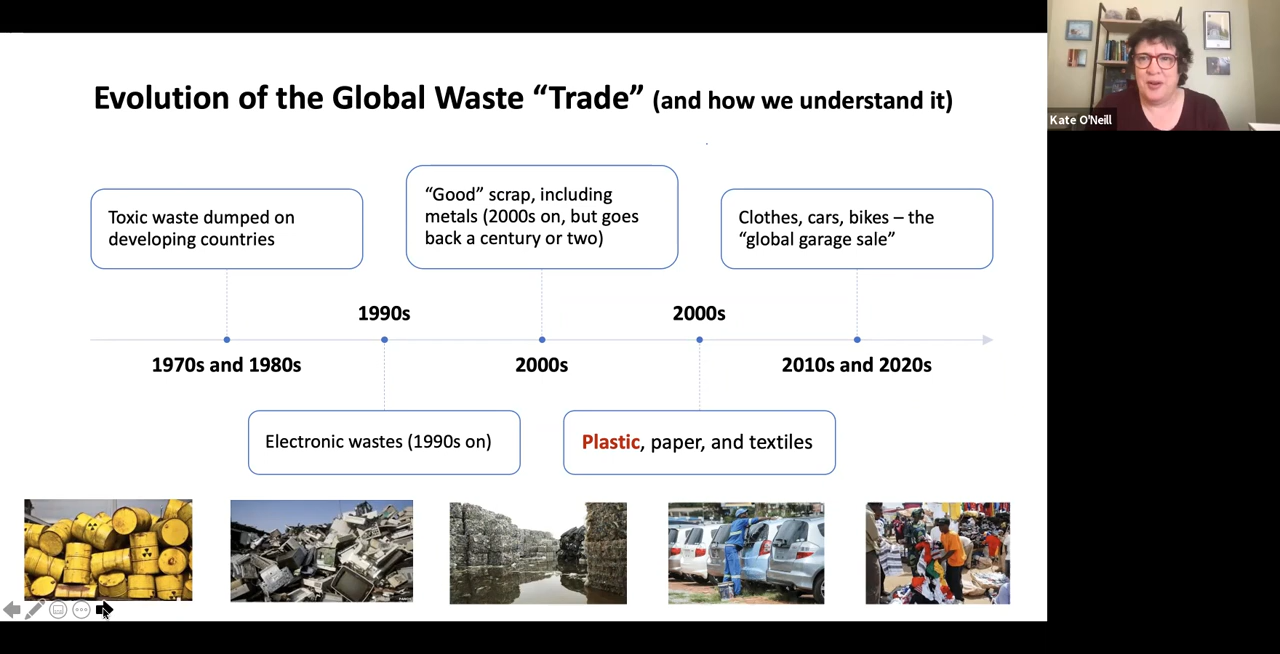 Evolution of the Global Waste “Trade” (and how we understand it)
Kate O'Neill
Toxic waste dumped on
developing countries
“Good” scrap, including
metals (2000s on, but goes
back a century or two)
Clothes, cars, bikes – the
“global garage sale”
1990s
2000s
1970s and 1980s
2000s
2010s and 2020s
Electronic wastes (1990s on)
Plastic, paper, and textiles